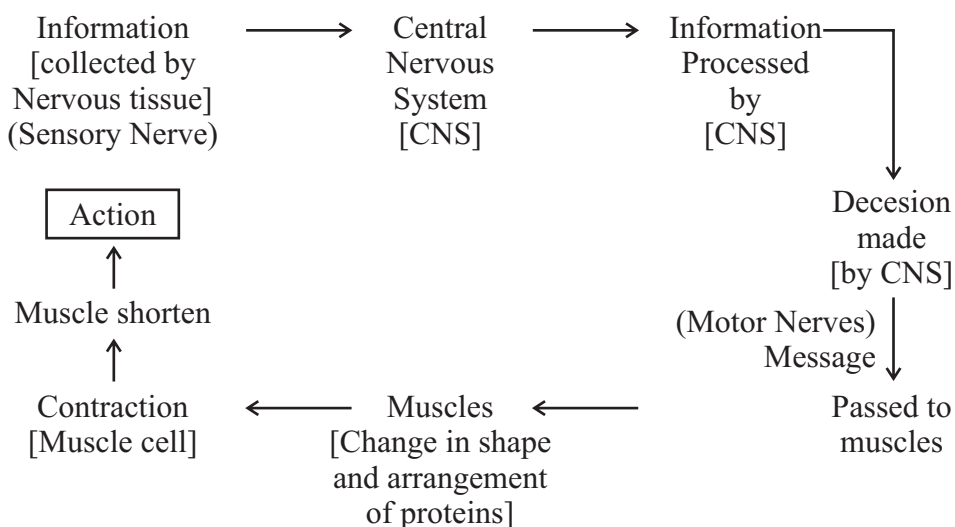 Information
[collected by
Nervous tissue]
(Sensory Nerve)
Central
Nervous
System
[CNS]
Information
Processed
by
[CNS]
Decesion
made
[by CNS]
(Motor Nerves)
Message
Passed to
muscles
Muscles
[Change in shape
and arrangement
of proteins]
Contraction
[Muscle cell]
Muscle shorten
Action